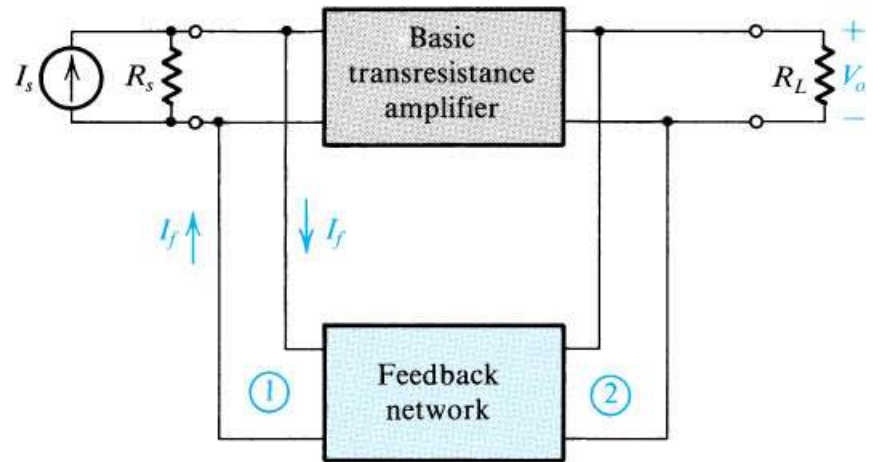 Basic
transresistance
amplifier
I_s
R_s
R_L
+
V_o
−
I_f
I_f
Feedback
network
1
2